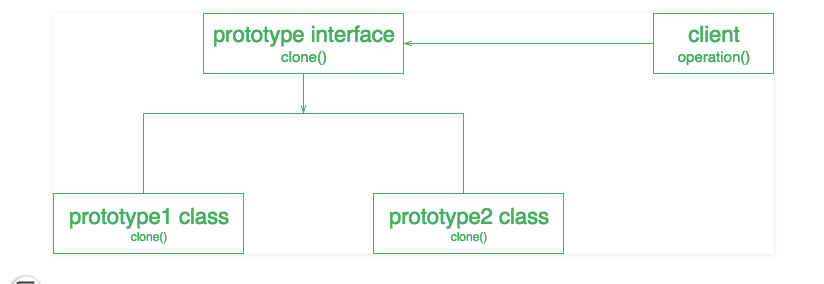 prototype interface
clone()
client
operation()
prototype1 class
clone()
prototype2 class
clone()